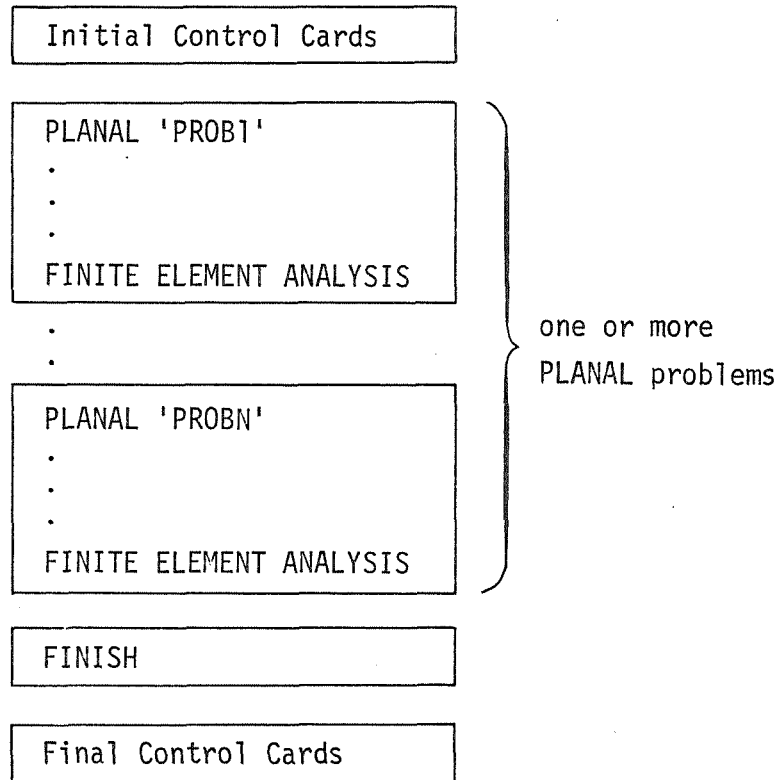 Initial Control Cards
PLANAL 'PROB1'
.
.
.
FINITE ELEMENT ANALYSIS
.
.
PLANAL 'PROBN'
.
.
.
FINITE ELEMENT ANALYSIS
one or more
PLANAL problems
FINISH
Final Control Cards